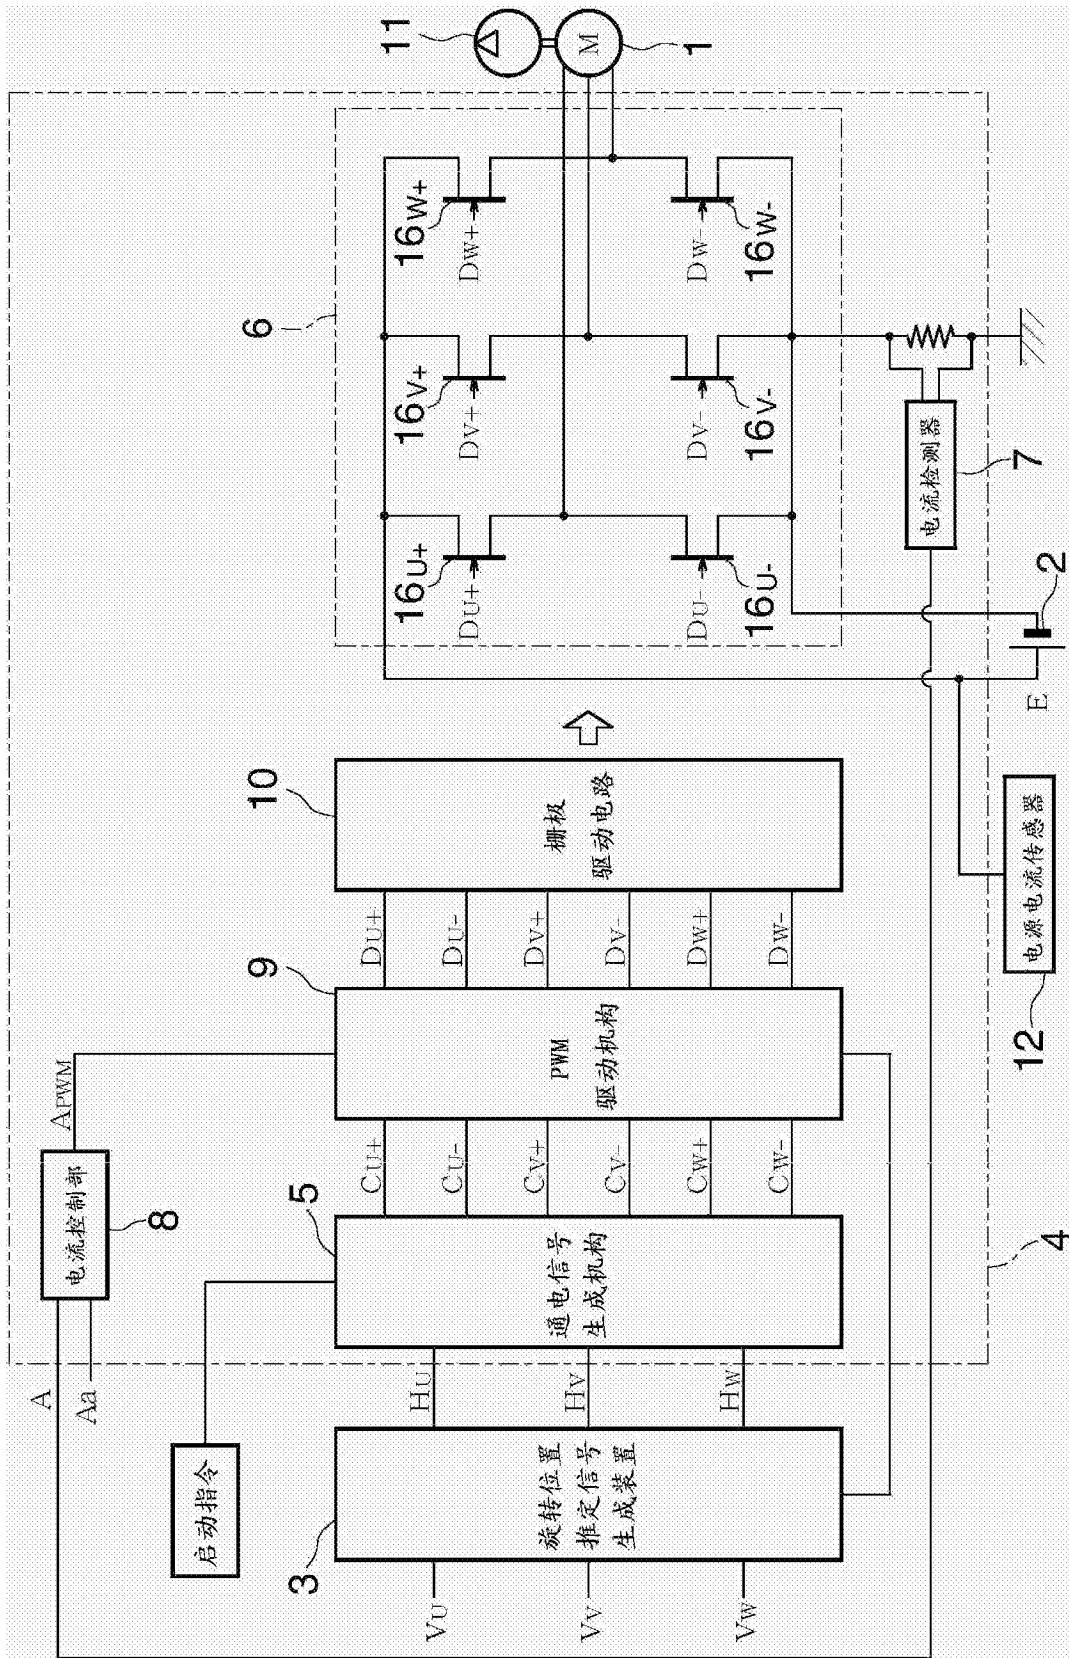 A
Aa
电流控制部
8
APWM
启动指令
3
旋转位置
推定信号
生成装置
VU
VV
VW
HU
HV
HW
5
通电信号
生成机构
CU+
CU-
CV+
CV-
CW+
CW-
9
PWM
驱动机构
DU+
DU-
DV+
DV-
DW+
DW-
10
栅极
驱动电路
6
16U+
DU+
16V+
DV+
16W+
DW+
DU-
16U-
DV-
16V-
DW-
16W-
11
M
1
电流检测器
7
E
2
电源电流传感器
12
4